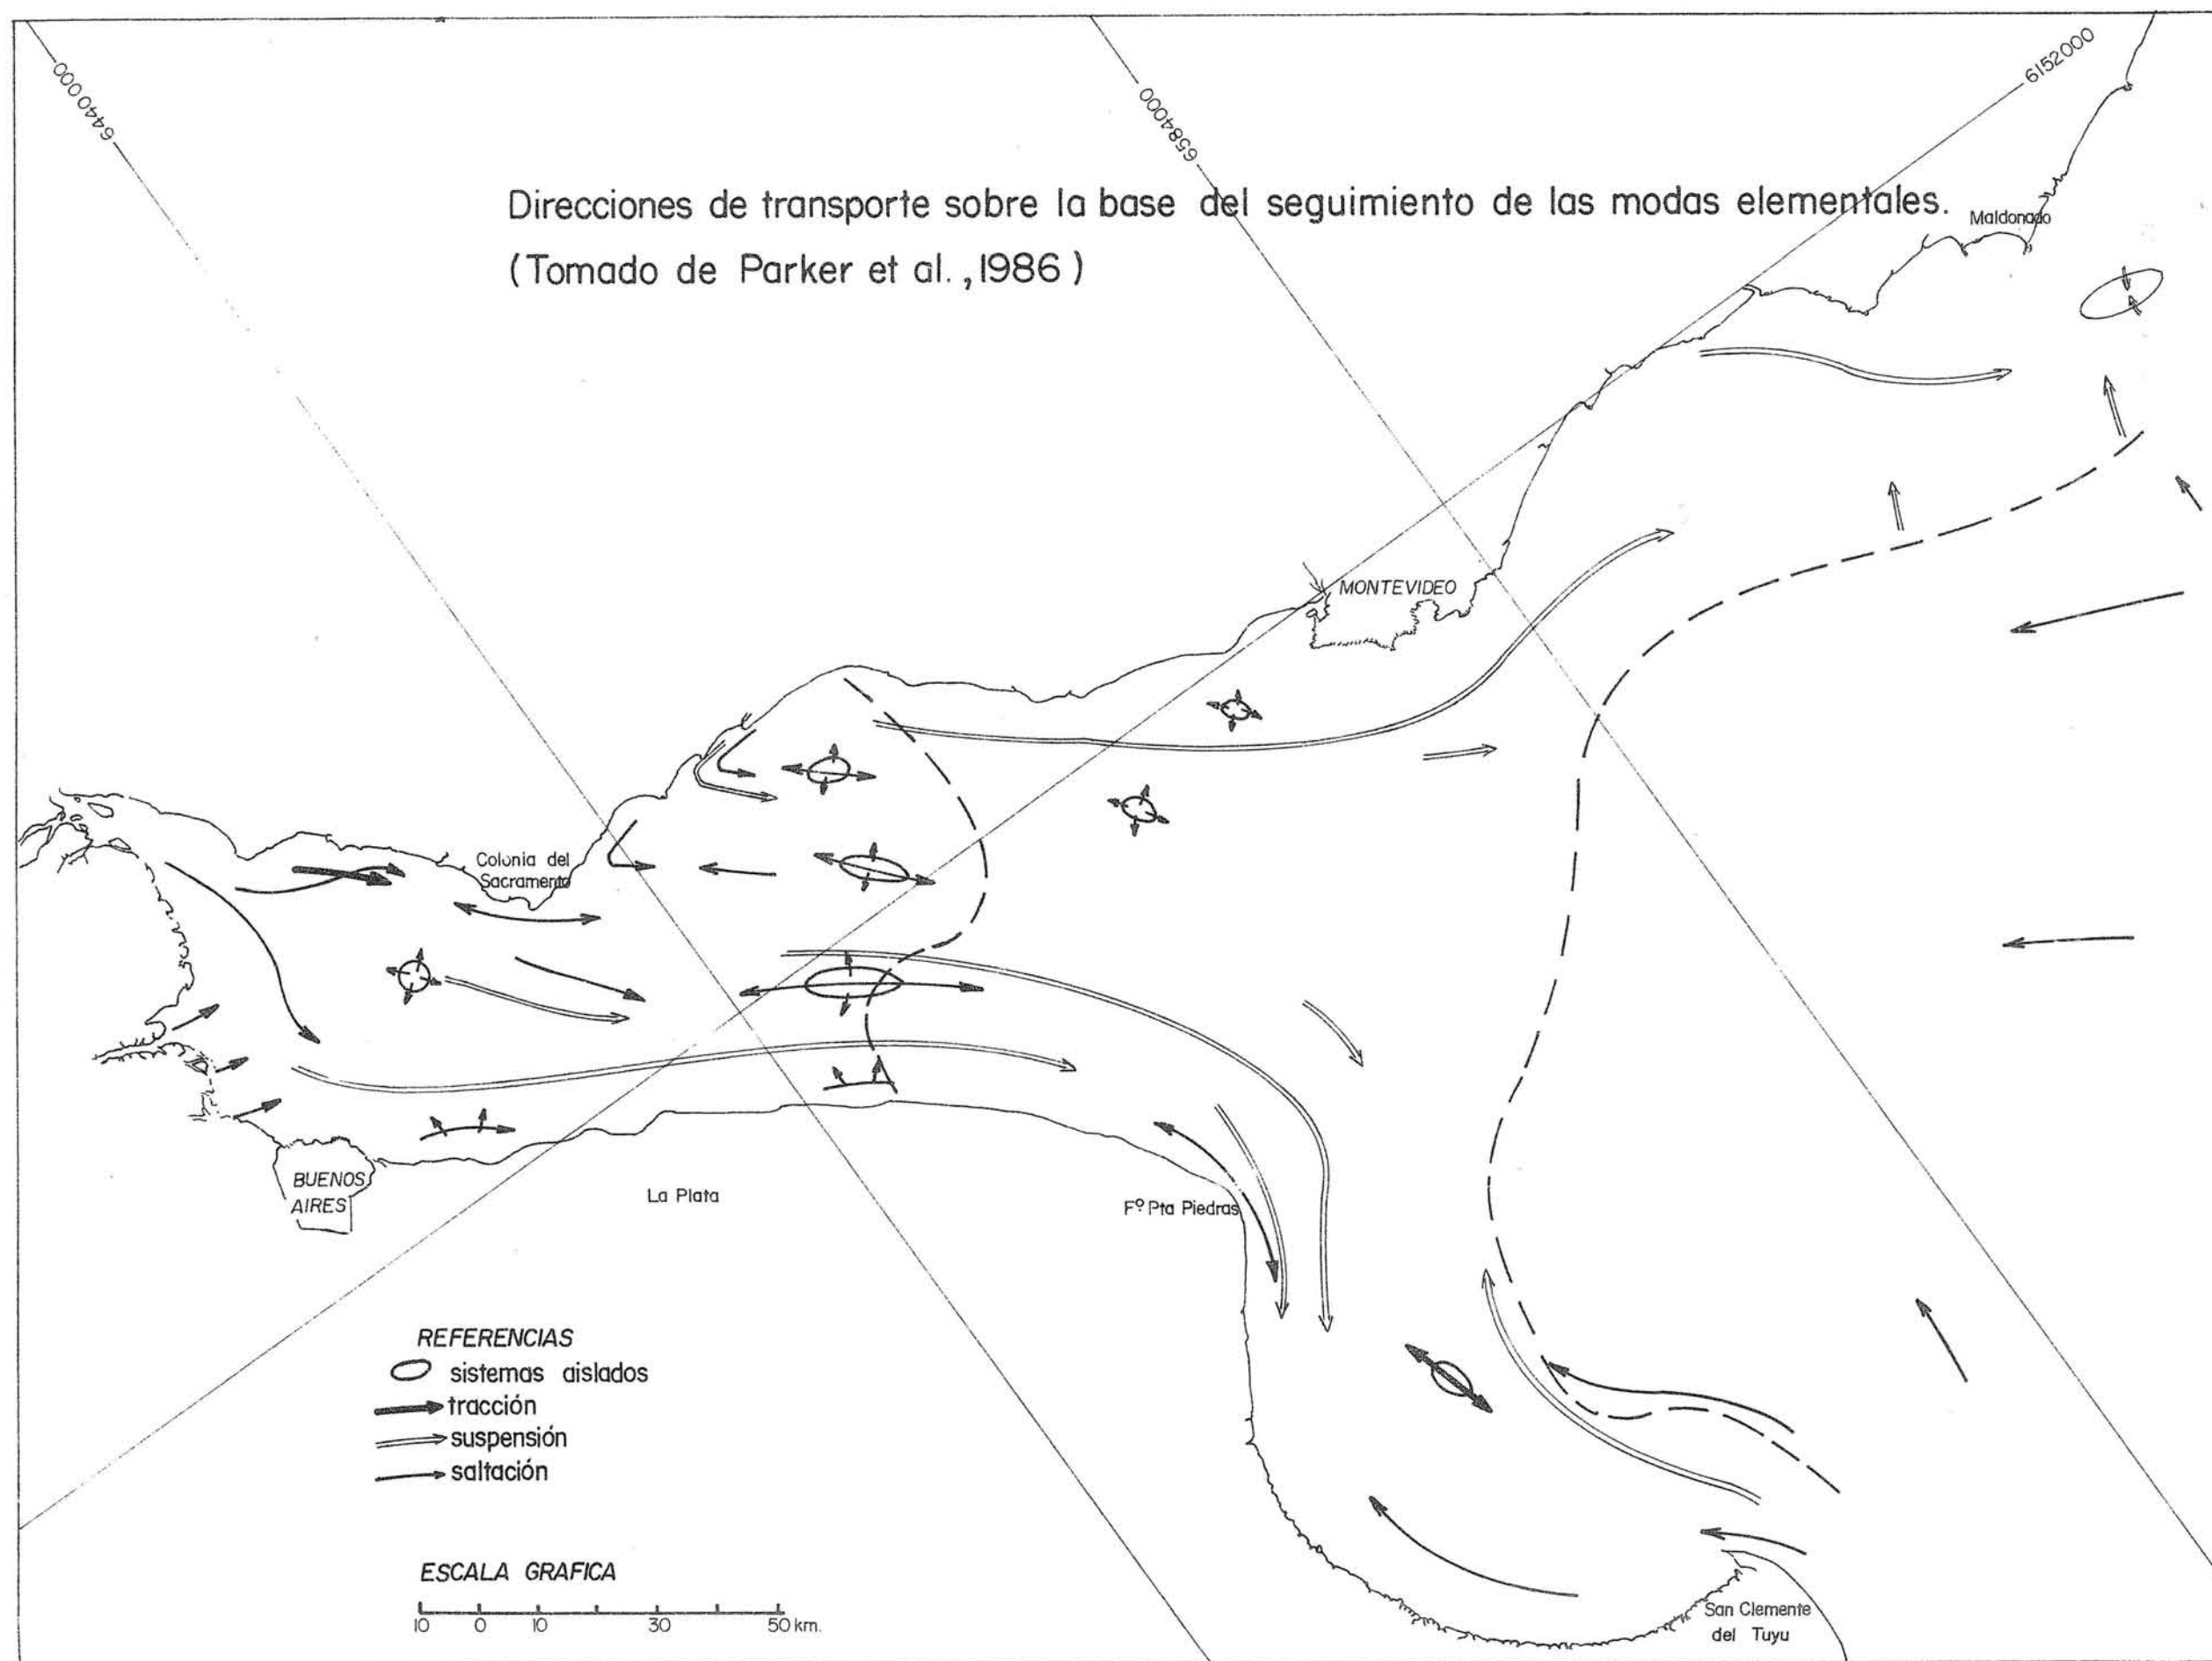 6440000
6584000
6152000
Direcciones de transporte sobre la base del seguimiento de las modas elementales.
(Tomado de Parker et al., 1986)
Maldonado
MONTEVIDEO
Colonia del
Sacramento
BUENOS
AIRES
La Plata
Fº Pta Piedras
REFERENCIAS
sistemas aislados
tracción
suspensión
saltación
ESCALA GRAFICA
10 0 10 30 50 km.
San Clemente
del Tuyu